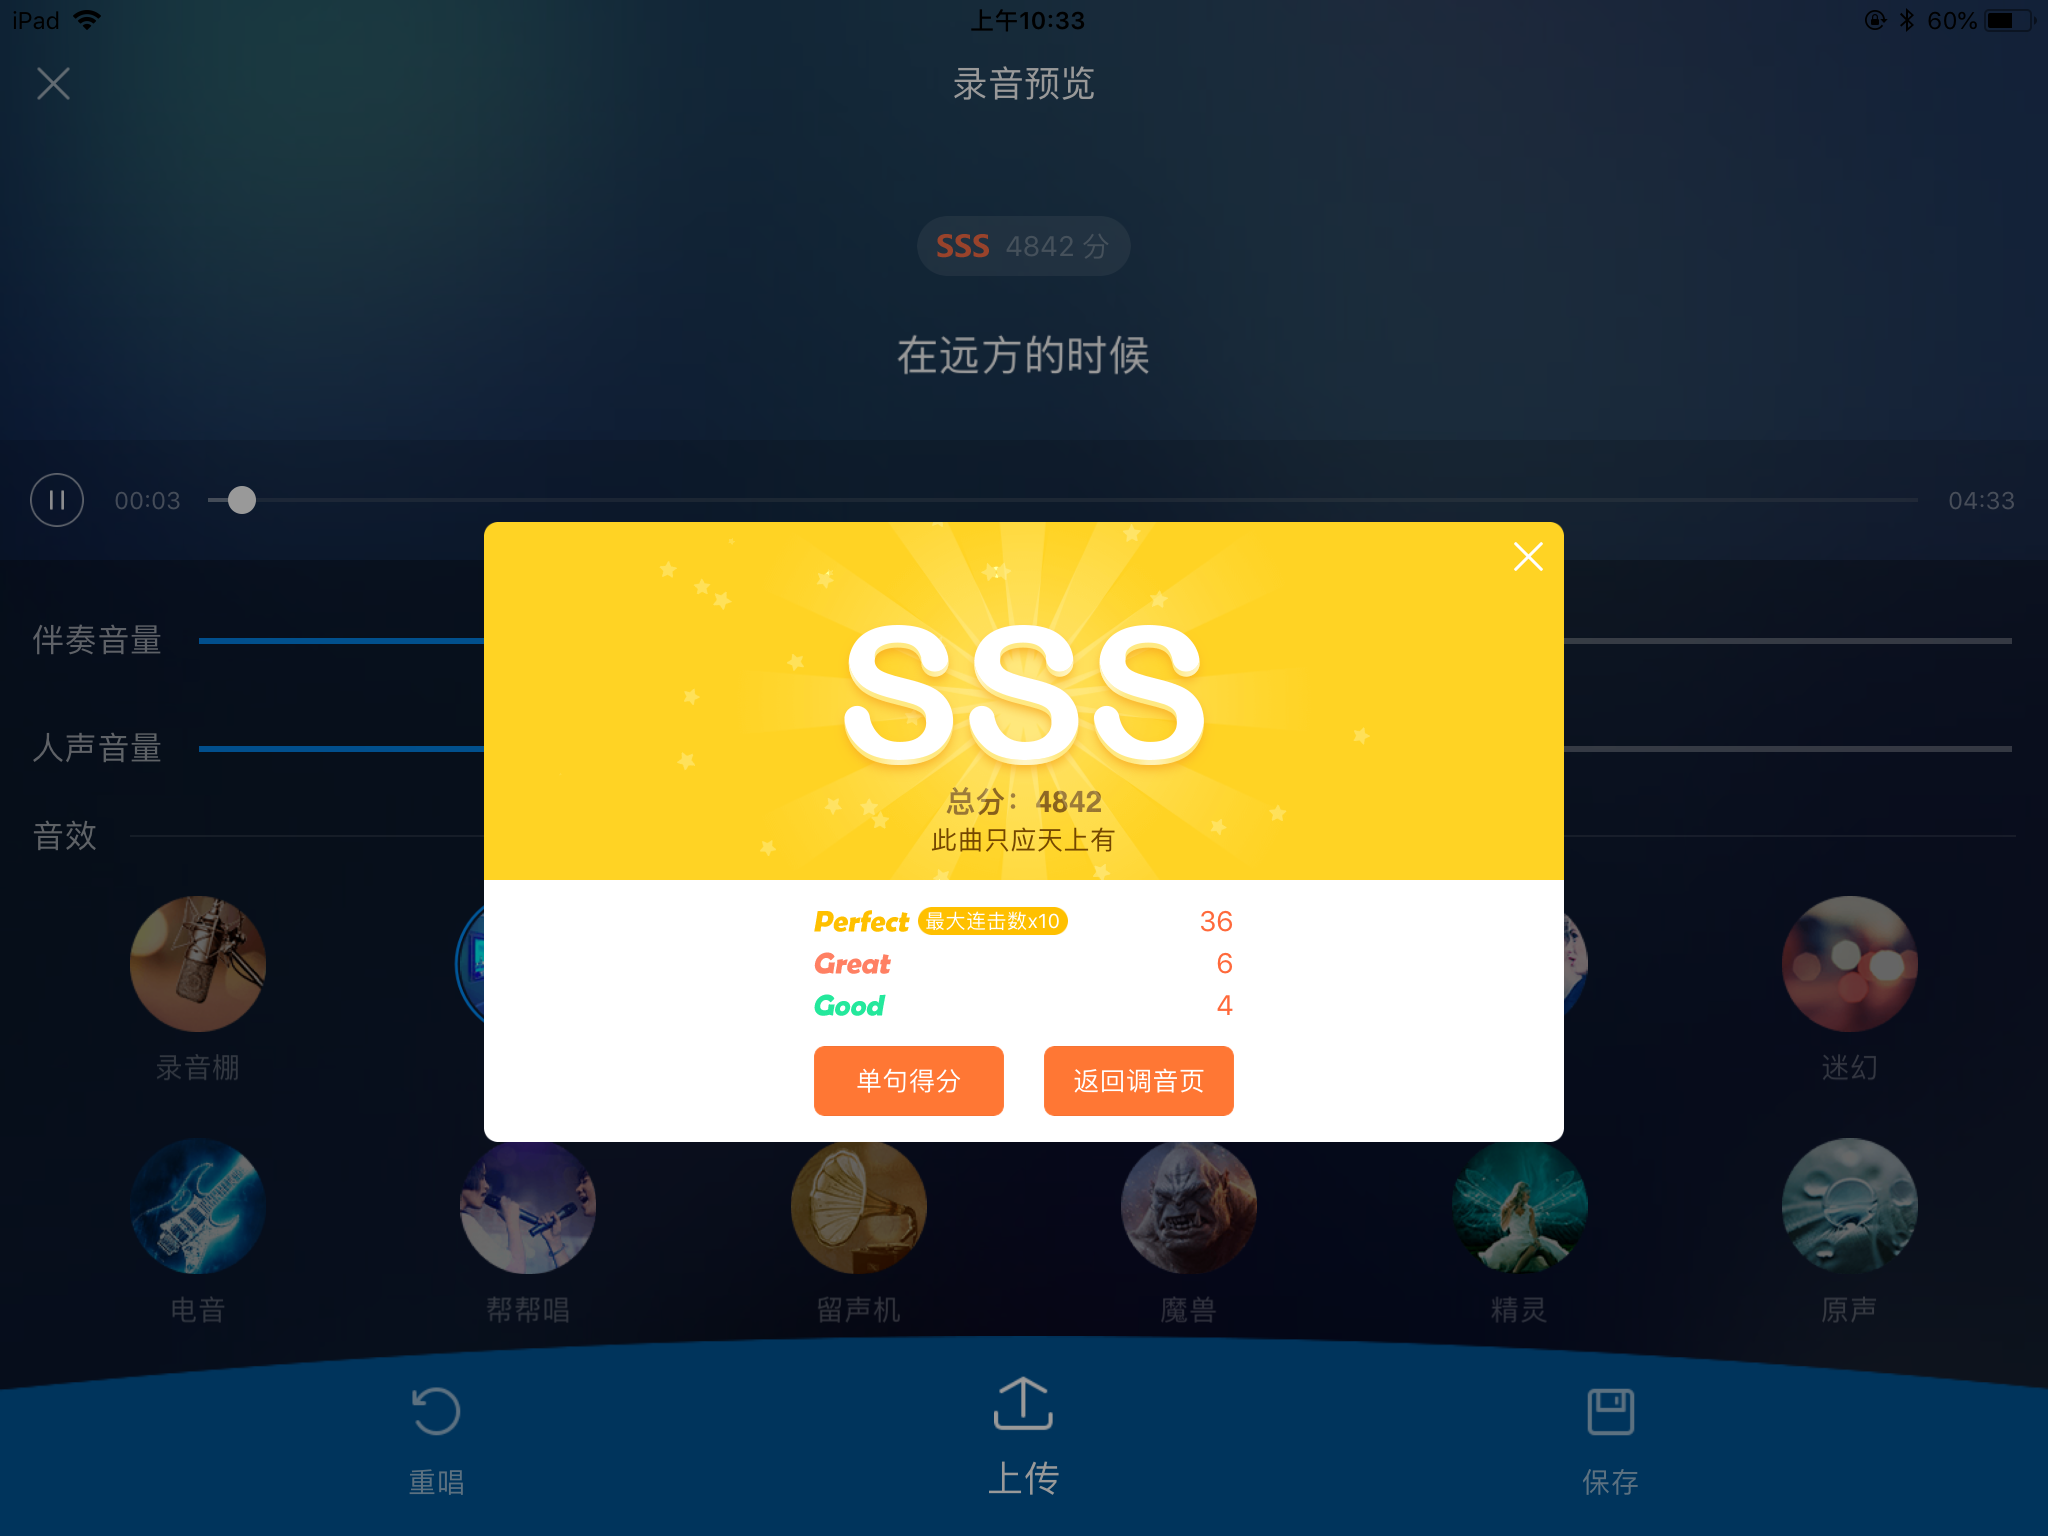 iPad 上午10:33 60%
录音预览
SSS 4842 分
在远方的时候
00:03 04:33
伴奏音量
人声音量
音效
SSS
总分：4842
此曲只应天上有
Perfect 最大连击数x10 36
Great 6
Good 4
单句得分 返回调音页
录音棚 迷幻
电音 帮帮唱 留声机 魔兽 精灵 原声
重唱 上传 保存